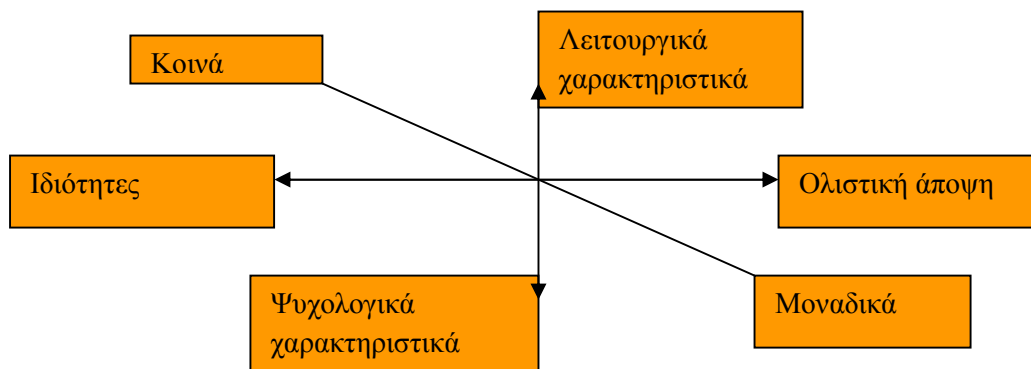 Λειτουργικά
χαρακτηριστικά
Κοινά
Ιδιότητες
Ολιστική άποψη
Ψυχολογικά
χαρακτηριστικά
Μοναδικά